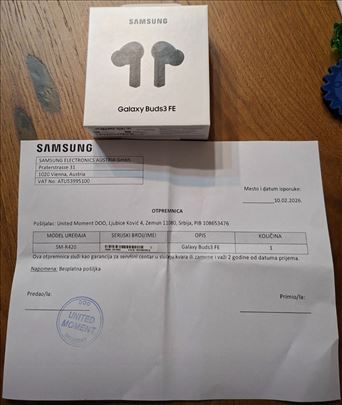 SAMSUNG
Galaxy Buds3 FE
SAMSUNG
SAMSUNG ELECTRONICS AUSTRIA GmbH
Praterstrasse 31
1020 Vienna, Austria
VAT No: ATU53995100
Mesto i datum isporuke:
10.02.2026.
OTPREMNICA
Pošiljalac: United Moment DOO, Ljubice Ković 4, Zemun 11080, Srbija, PIB 108653476
MODEL UREĐAJA SERIJSKI BROJ/IMEI OPIS KOLIČINA
SM-R420 Galaxy Buds3 FE 1
Ova otpremnica služi kao garancija za servisni centar u slučaju kvara ili zamene i važi 2 godine od datuma prijema.
Napomena: Besplatna pošiljka
Predao/la: Primio/la:
DOO
UNITED
MOMENT